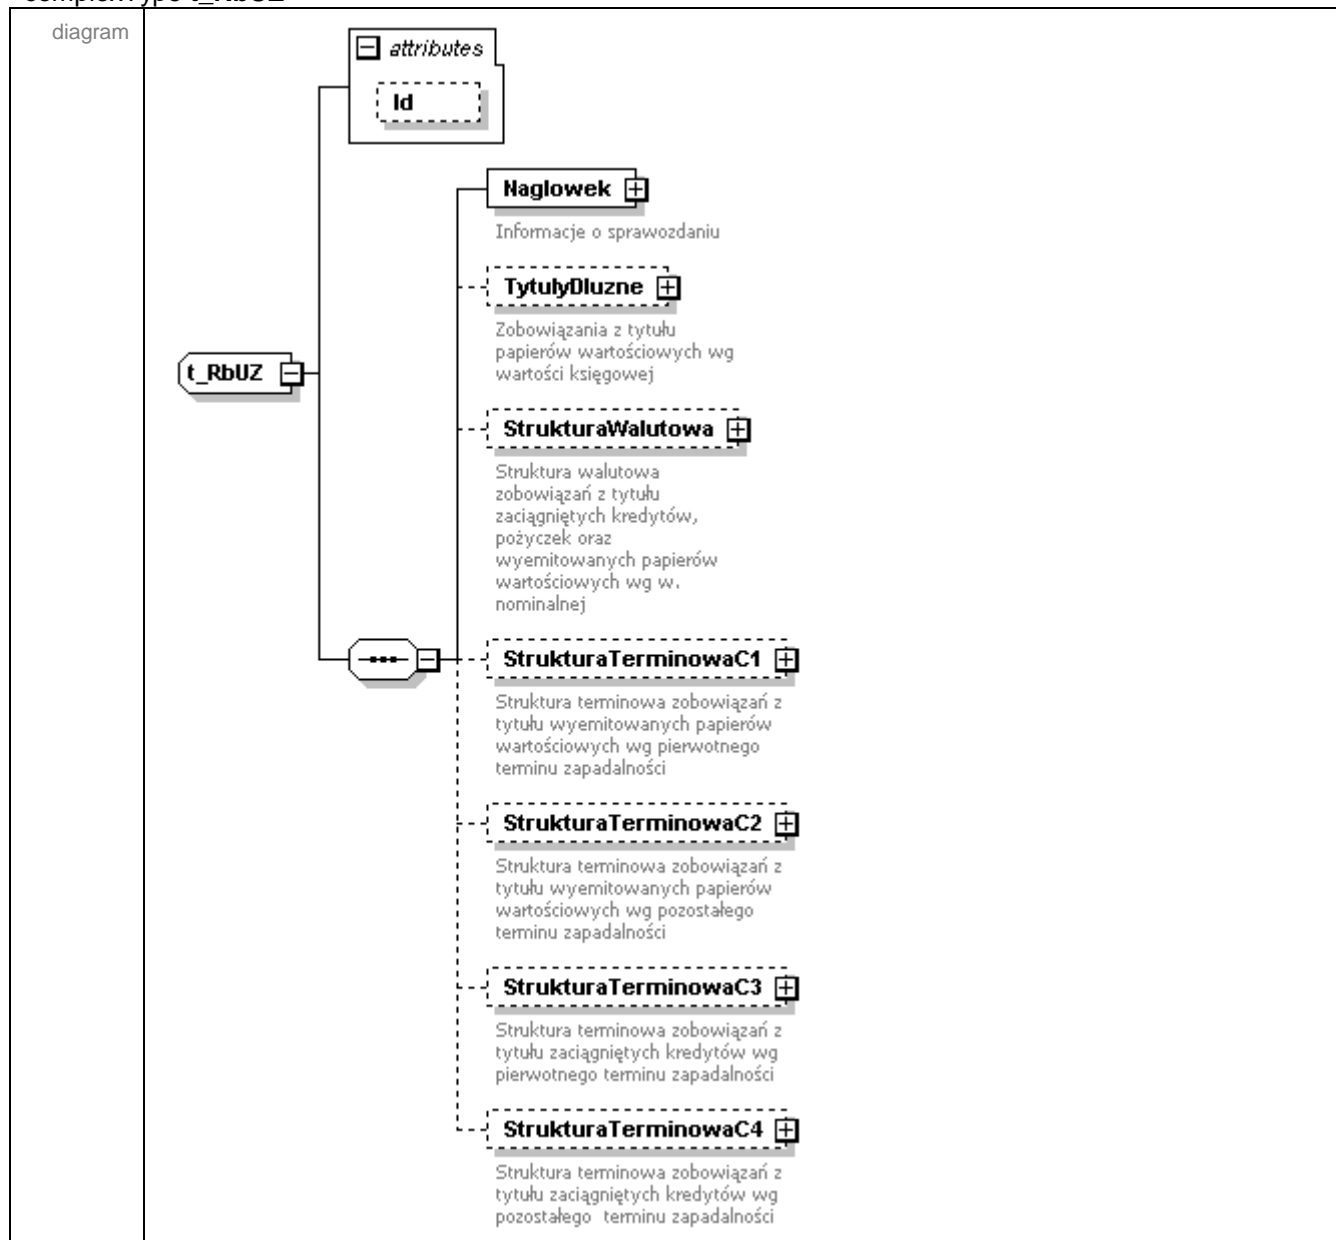 complexType t_RbUZ
diagram
attributes
Id
Naglowek
Informacje o sprawozdaniu
TytulyDluzne
Zobowiązania z tytułu
papierów wartościowych wg
wartości księgowej
t_RbUZ
StrukturaWalutowa
Struktura walutowa
zobowiązań z tytułu
zaciągniętych kredytów,
pożyczek oraz
wyemitowanych papierów
wartościowych wg w.
nominalnej
StrukturaTerminowaC1
Struktura terminowa zobowiązań z
tytułu wyemitowanych papierów
wartościowych wg pierwotnego
terminu zapadalności
StrukturaTerminowaC2
Struktura terminowa zobowiązań z
tytułu wyemitowanych papierów
wartościowych wg pozostałego
terminu zapadalności
StrukturaTerminowaC3
Struktura terminowa zobowiązań z
tytułu zaciągniętych kredytów wg
pierwotnego terminu zapadalności
StrukturaTerminowaC4
Struktura terminowa zobowiązań z
tytułu zaciągniętych kredytów wg
pozostałego  terminu zapadalności